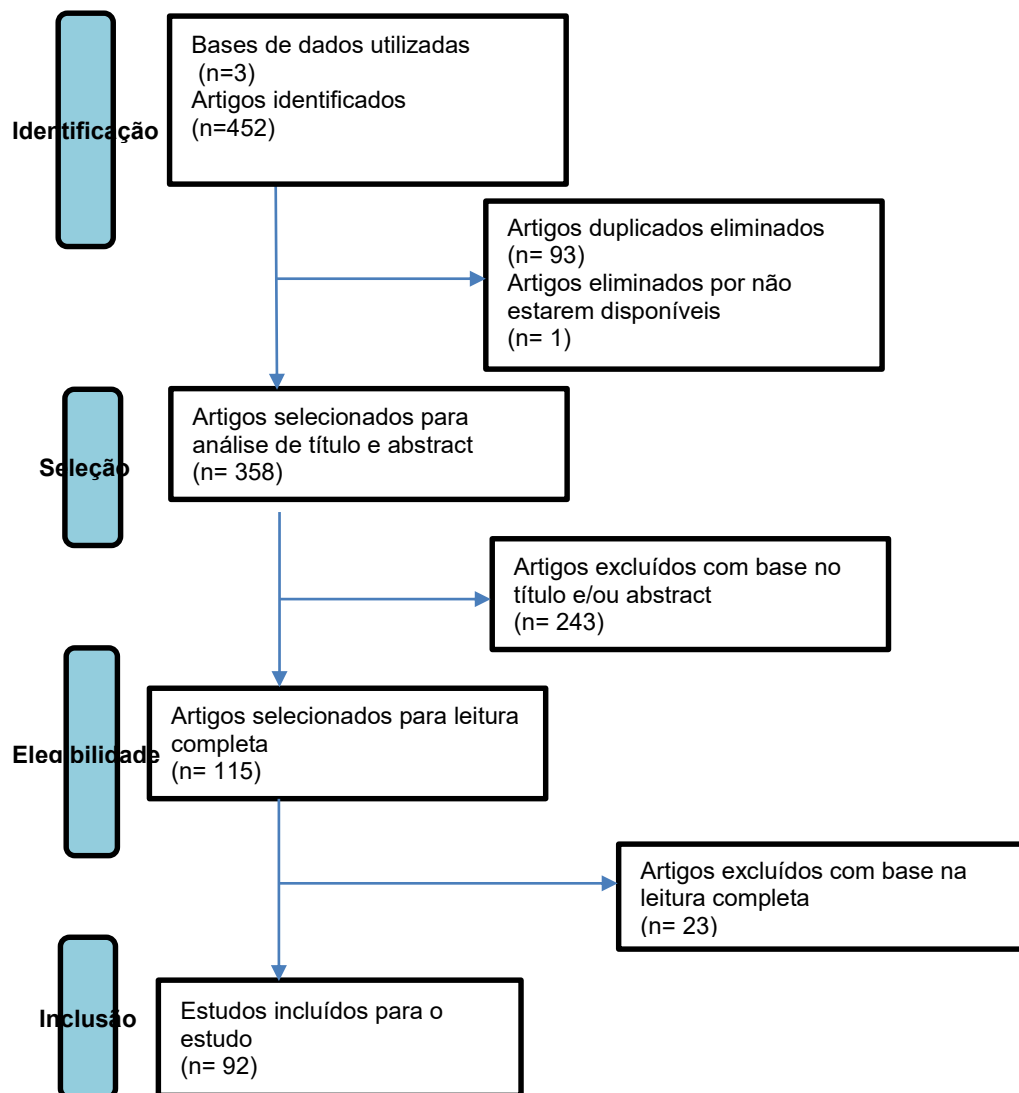 Identificação
Bases de dados utilizadas
(n=3)
Artigos identificados
(n=452)
Artigos duplicados eliminados
(n= 93)
Artigos eliminados por não
estarem disponíveis
(n= 1)
Seleção
Artigos selecionados para
análise de título e abstract
(n= 358)
Artigos excluídos com base no
título e/ou abstract
(n= 243)
Elegibilidade
Artigos selecionados para leitura
completa
(n= 115)
Artigos excluídos com base na
leitura completa
(n= 23)
Inclusão
Estudos incluídos para o
estudo
(n= 92)